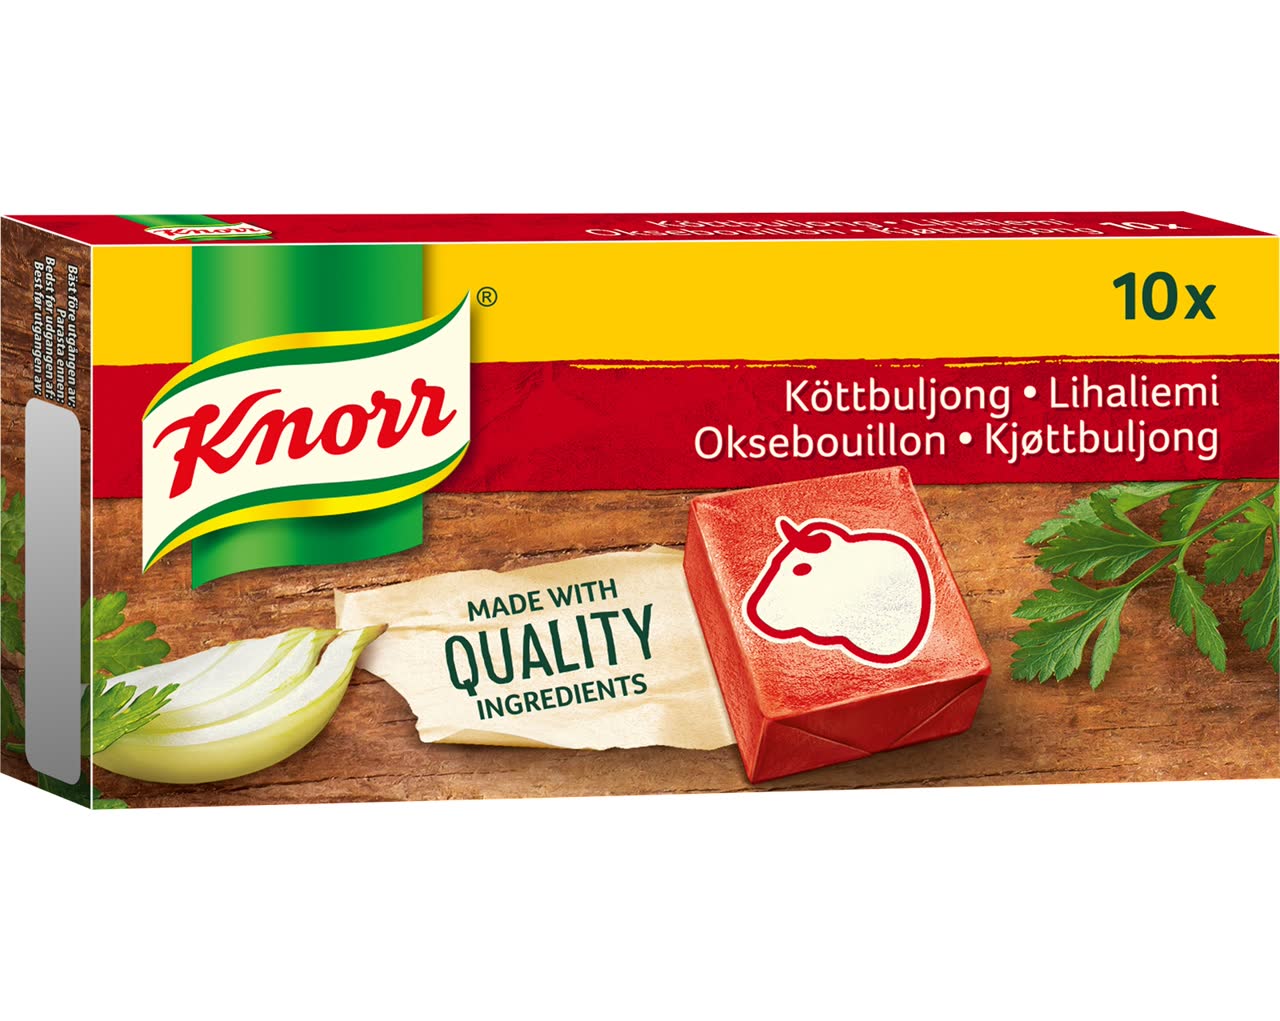 Knorr
Köttbuljong • Lihaliemi
Oksebouillon • Kjøttbuljong 10x
Bäst före utgången av:
Parasta ennen:
Bedst før udgangen af:
Best før utgangen av:
Knorr®
10x
Köttbuljong • Lihaliemi
Oksebouillon • Kjøttbuljong
MADE WITH
QUALITY
INGREDIENTS